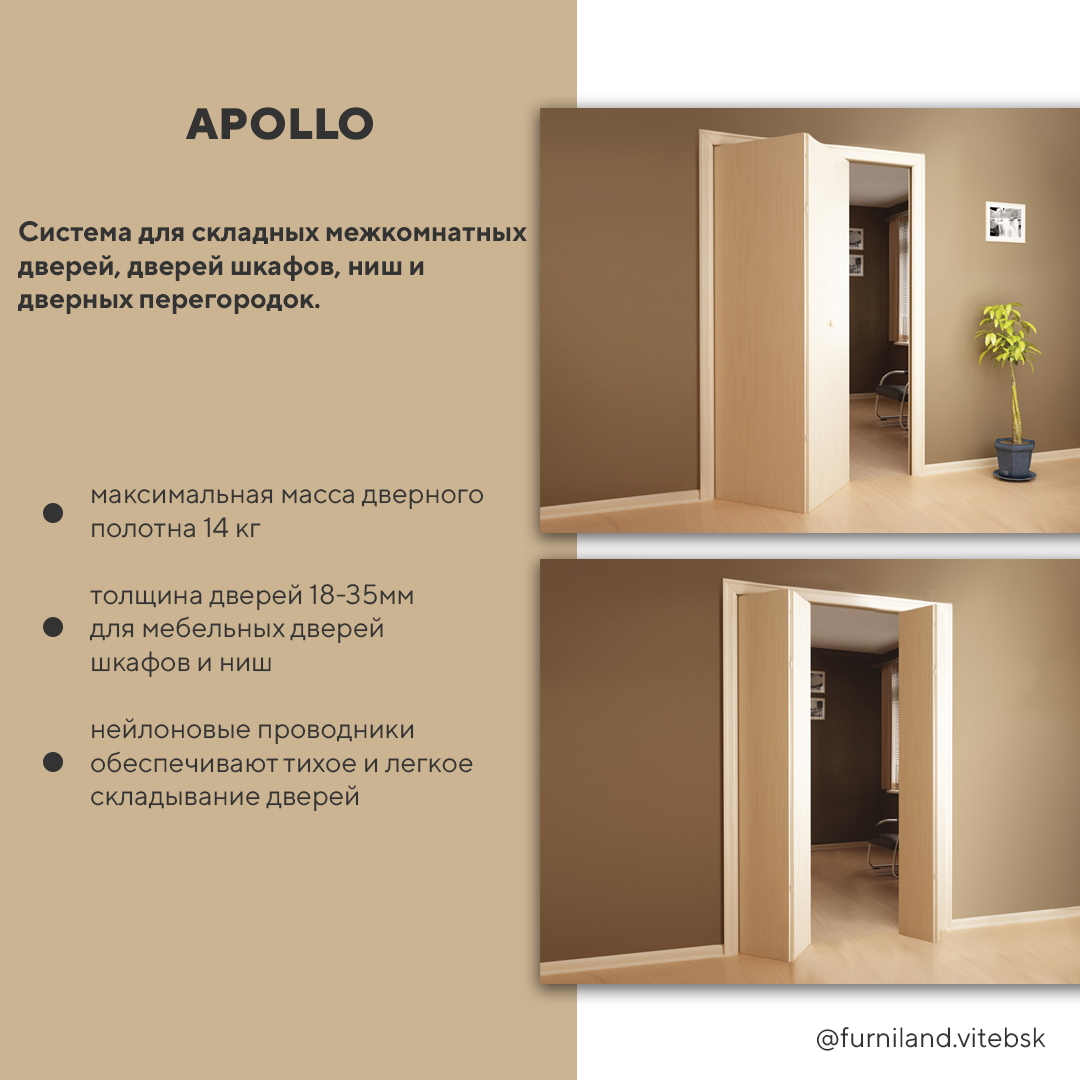 APOLLO
Система для складных межкомнатных
дверей, дверей шкафов, ниш и
дверных перегородок.
максимальная масса дверного
полотна 14 кг
толщина дверей 18-35мм
для мебельных дверей
шкафов и ниш
нейлоновые проводники
обеспечивают тихое и легкое
складывание дверей
@furniland.vitebsk